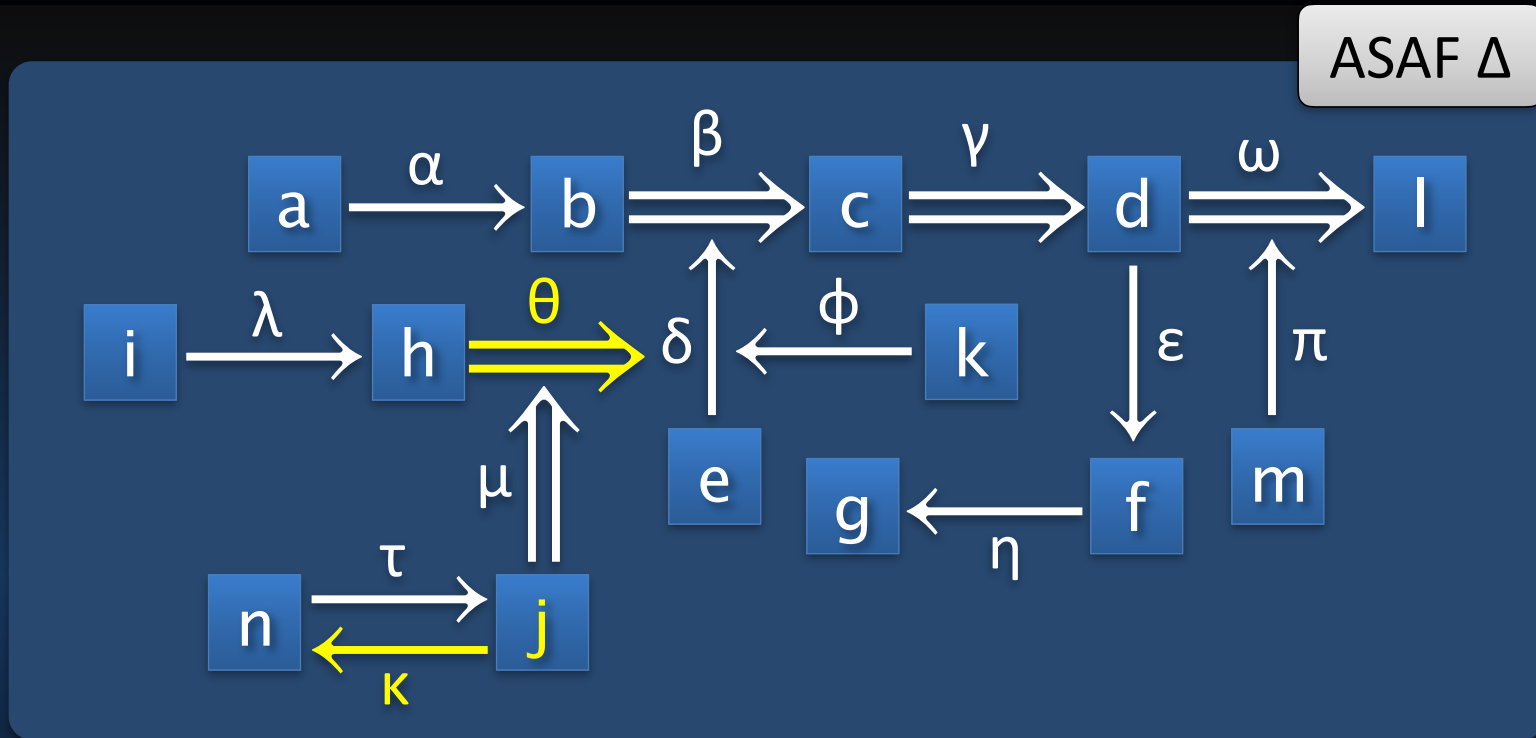 ASAF Δ
α β γ ω
a b c d l
λ θ δ ϕ ε π
i h k
μ e g f m
η
τ
n j
κ